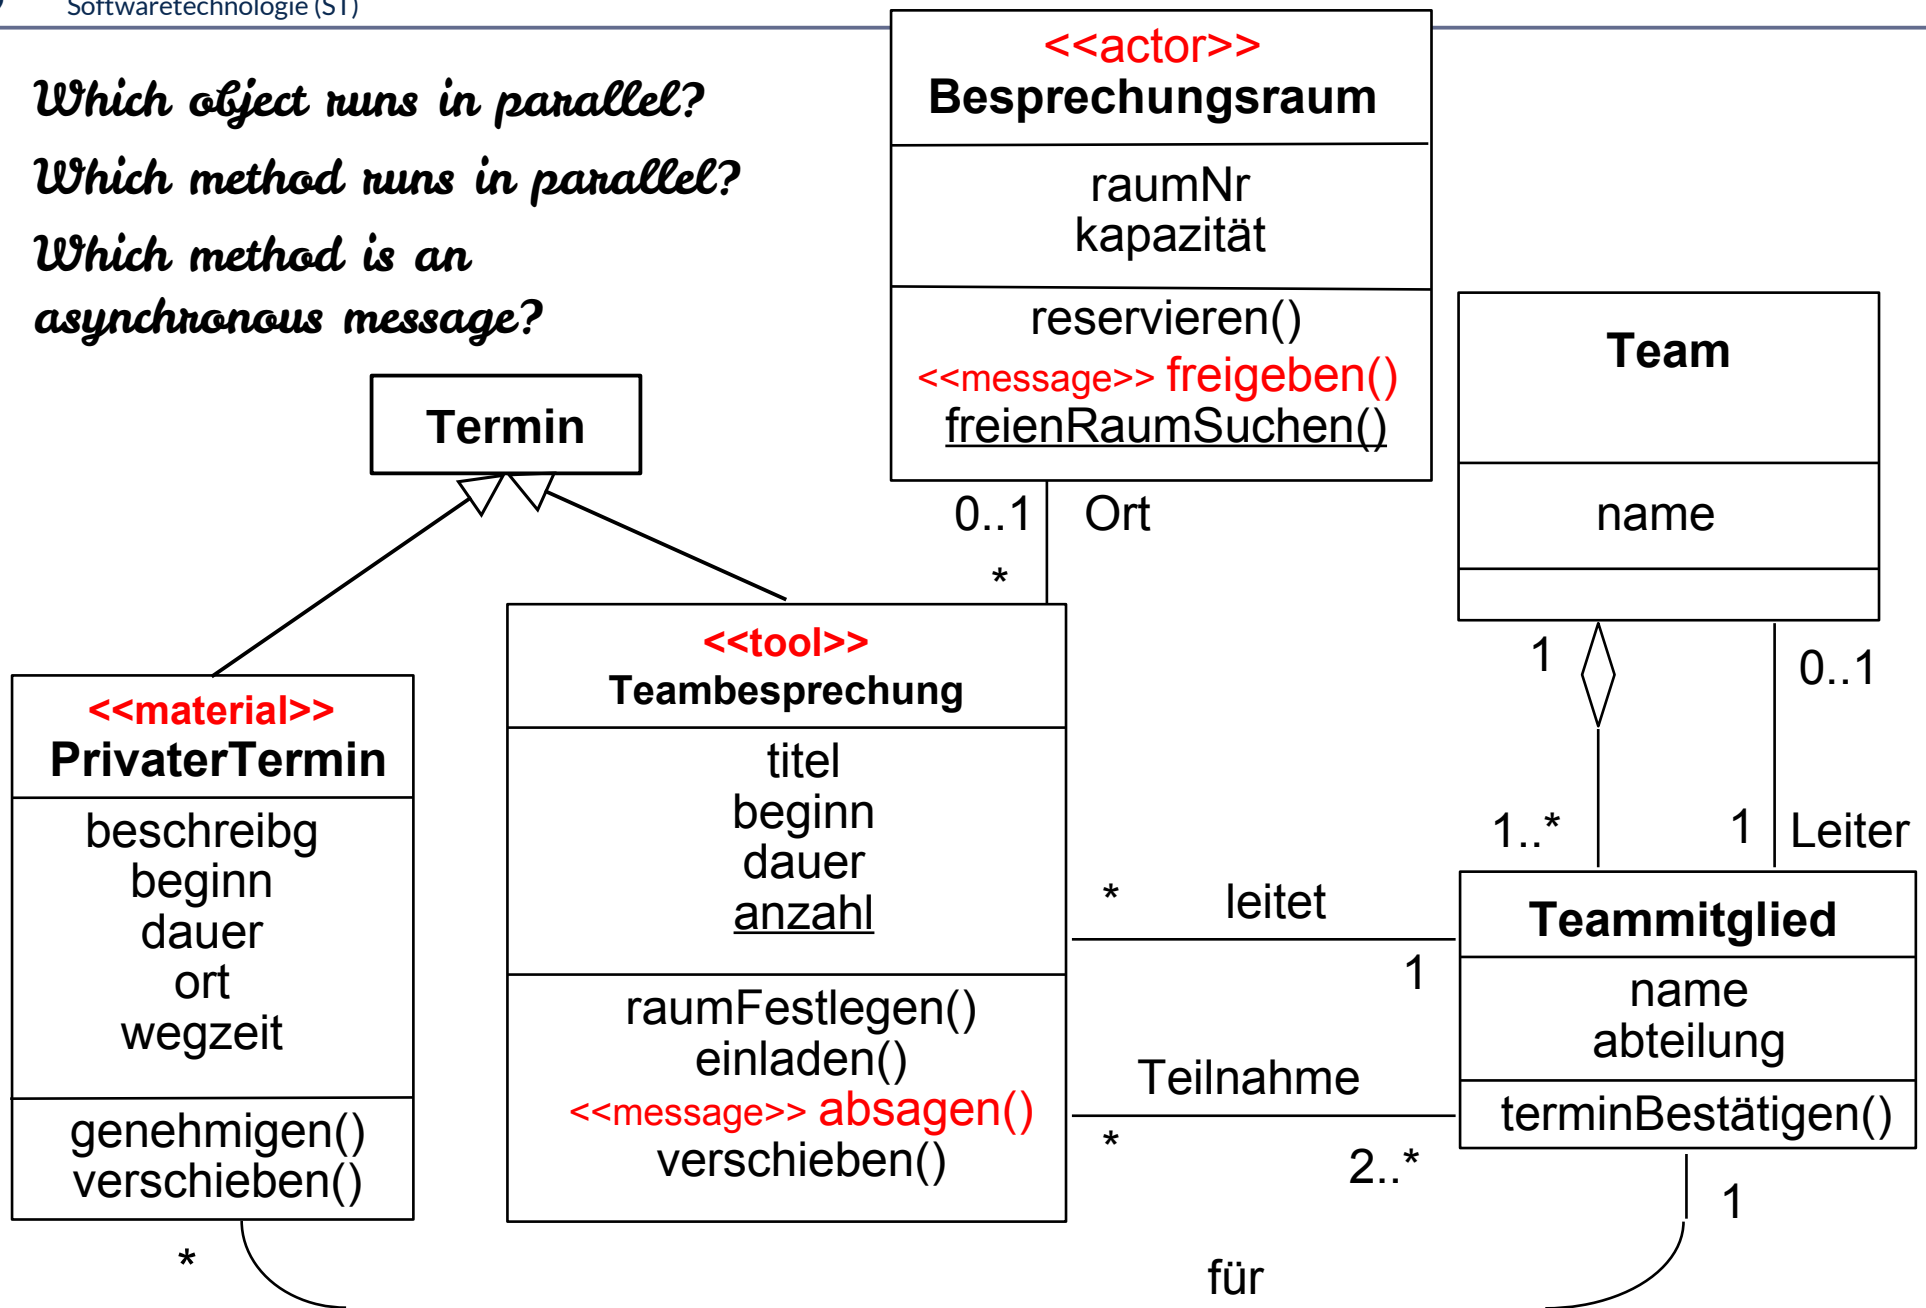 Softwaretechnologie (ST)
Which object runs in parallel?
Which method runs in parallel?
Which method is an
asynchronous message?
<<actor>>
Besprechungsraum
raumNr
kapazität
reservieren()
<<message>> freigeben()
freienRaumSuchen()
Team
name
Termin
0..1
Ort
*
1
0..1
<<material>>
PrivaterTermin
beschreibg
beginn
dauer
ort
wegzeit
genehmigen()
verschieben()
<<tool>>
Teambesprechung
titel
beginn
dauer
anzahl
raumFestlegen()
einladen()
<<message>> absagen()
verschieben()
1..*
1
Leiter
*
leitet
1
Teilnahme
*
2..*
Teammitglied
name
abteilung
terminBestätigen()
*
für
1